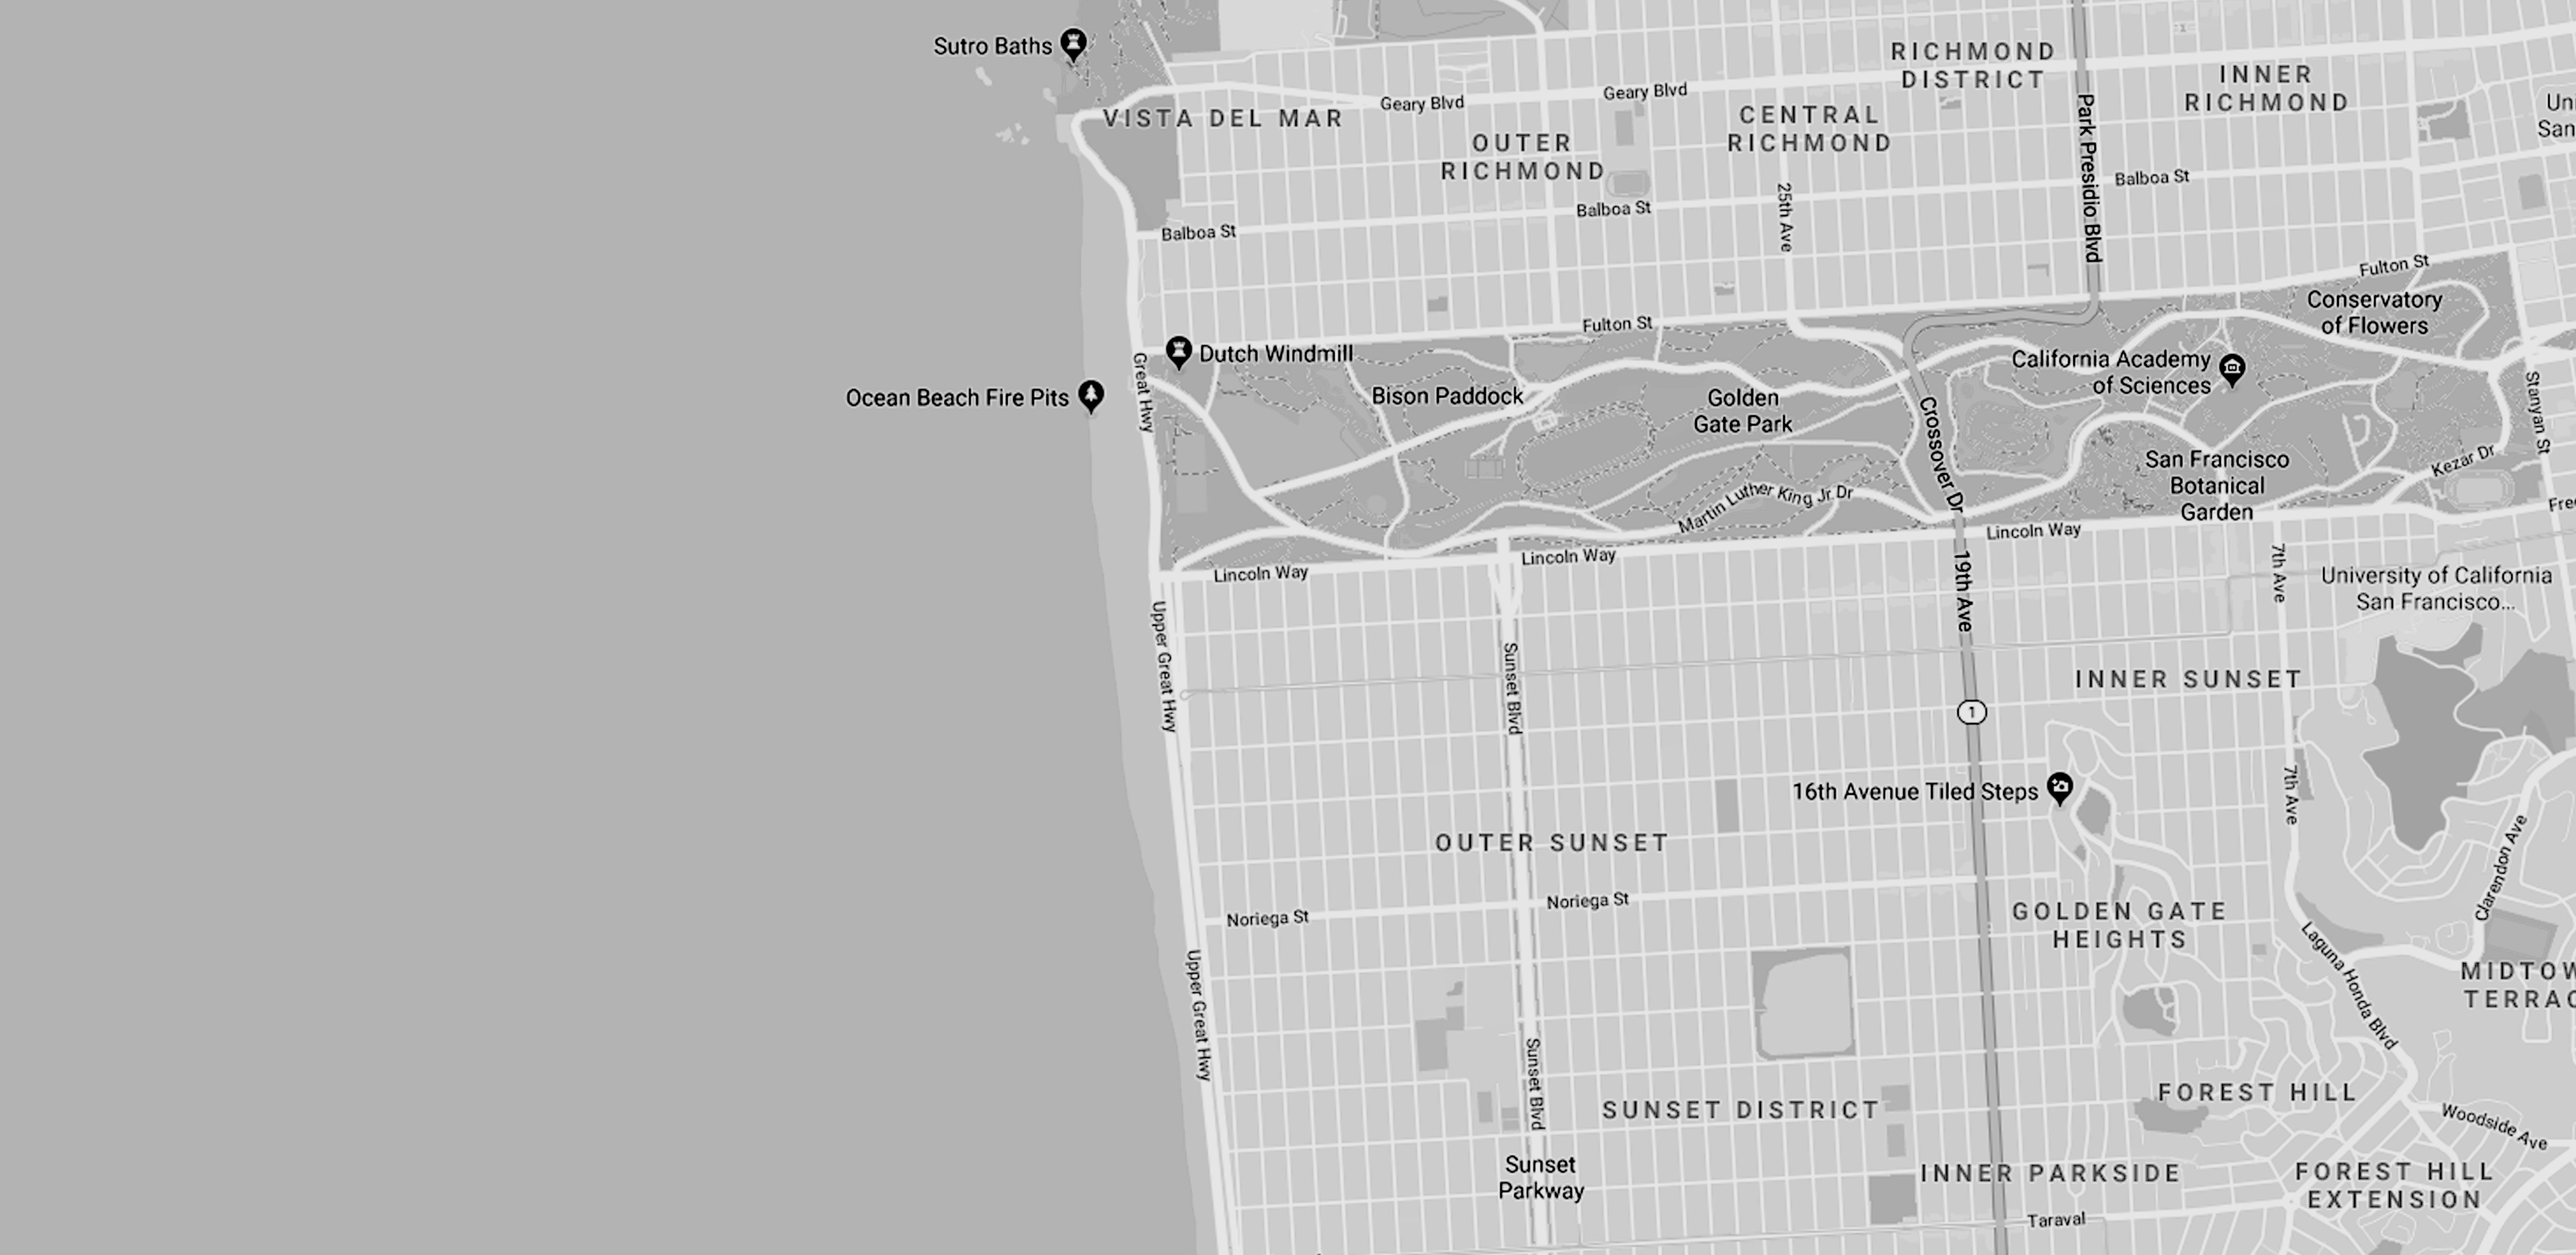 Sutro Baths
RICHMOND
DISTRICT
INNER
RICHMOND
Geary Blvd
Geary Blvd
VISTA DEL MAR
CENTRAL
RICHMOND
OUTER
RICHMOND
Park Presidio Blvd
Un
San
Balboa St
Balboa St
Balboa St
25th Ave
Fulton St
Fulton St
Conservatory
of Flowers
Dutch Windmill
Great Hwy
Ocean Beach Fire Pits
Bison Paddock
Golden
Gate Park
California Academy
of Sciences
Crossover Dr
Stanyan St
San Francisco
Botanical
Garden
Kezar Dr
Martin Luther King Jr Dr
Fre
Lincoln Way
Lincoln Way
Lincoln Way
19th Ave
7th Ave
University of California
San Francisco...
Upper Great Hwy
Sunset Blvd
INNER SUNSET
1
16th Avenue Tiled Steps
7th Ave
OUTER SUNSET
Clarendon Ave
Noriega St
Noriega St
GOLDEN GATE
HEIGHTS
Laguna Honda Blvd
MIDTOW
TERRAC
Upper Great Hwy
Sunset Blvd
SUNSET DISTRICT
FOREST HILL
Woodside Ave
Sunset
Parkway
INNER PARKSIDE
FOREST HILL
EXTENSION
Taraval